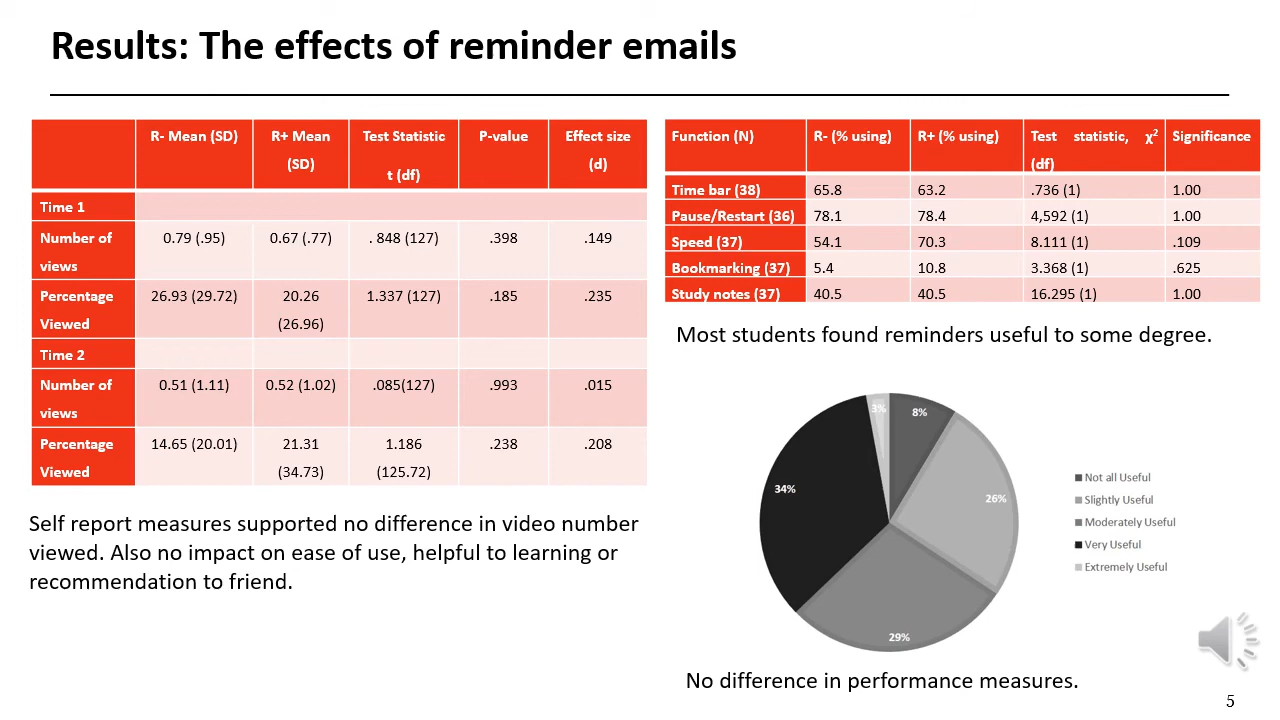 Results: The effects of reminder emails
R- Mean (SD) R+ Mean (SD) Test Statistic t (df) P-value Effect size (d)
Time 1
Number of views 0.79 (.95) 0.67 (.77) . 848 (127) .398 .149
Percentage Viewed 26.93 (29.72) 20.26 (26.96) 1.337 (127) .185 .235
Time 2
Number of views 0.51 (1.11) 0.52 (1.02) .085(127) .993 .015
Percentage Viewed 14.65 (20.01) 21.31 (34.73) 1.186 (125.72) .238 .208
Self report measures supported no difference in video number
viewed. Also no impact on ease of use, helpful to learning or
recommendation to friend.
Function (N) R- (% using) R+ (% using) Test statistic, χ² (df) Significance
Time bar (38) 65.8 63.2 .736 (1) 1.00
Pause/Restart (36) 78.1 78.4 4,592 (1) 1.00
Speed (37) 54.1 70.3 8.111 (1) .109
Bookmarking (37) 5.4 10.8 3.368 (1) .625
Study notes (37) 40.5 40.5 16.295 (1) 1.00
Most students found reminders useful to some degree.
3%
8%
34%
26%
29%
Not all Useful
Slightly Useful
Moderately Useful
Very Useful
Extremely Useful
No difference in performance measures.
5